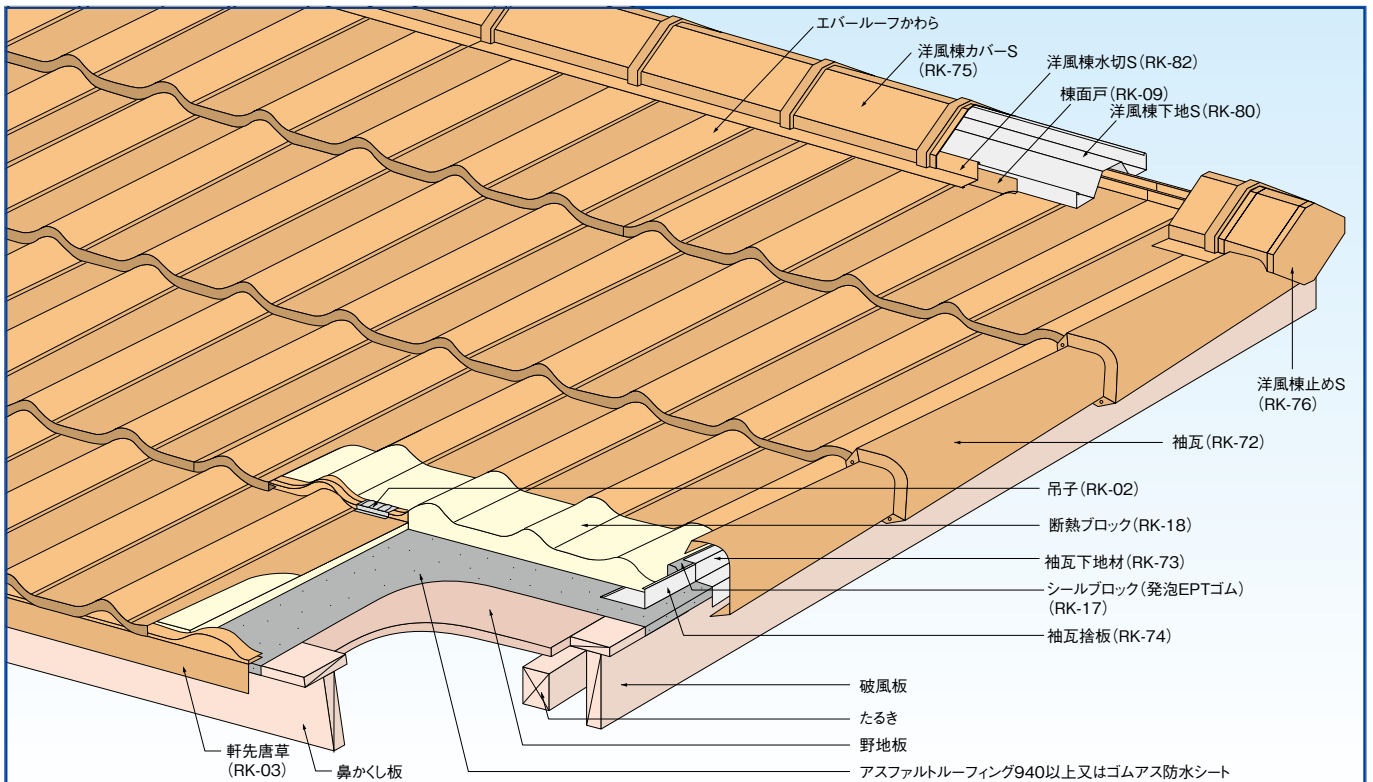 エバールーフかわら
洋風棟カバーS
(RK-75)
洋風棟水切S(RK-82)
棟面戸(RK-09)
洋風棟下地S(RK-80)
洋風棟止めS
(RK-76)
袖瓦(RK-72)
吊子(RK-02)
断熱ブロック(RK-18)
袖瓦下地材(RK-73)
シールブロック(発泡EPTゴム)
(RK-17)
袖瓦捨板(RK-74)
破風板
たるき
野地板
軒先唐草
(RK-03)
鼻かくし板
アスファルトルーフィング940以上又はゴムアス防水シート